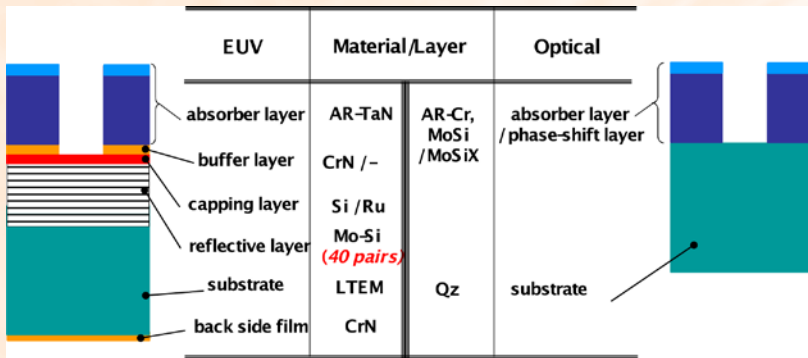 EUV Material/Layer Optical
absorber layer AR-TaN AR-Cr, absorber layer
MoSi /phase-shift layer
buffer layer CrN /- /MoSiX
capping layer Si /Ru
reflective layer Mo-Si
(40 pairs)
substrate LTEM Qz substrate
back side film CrN